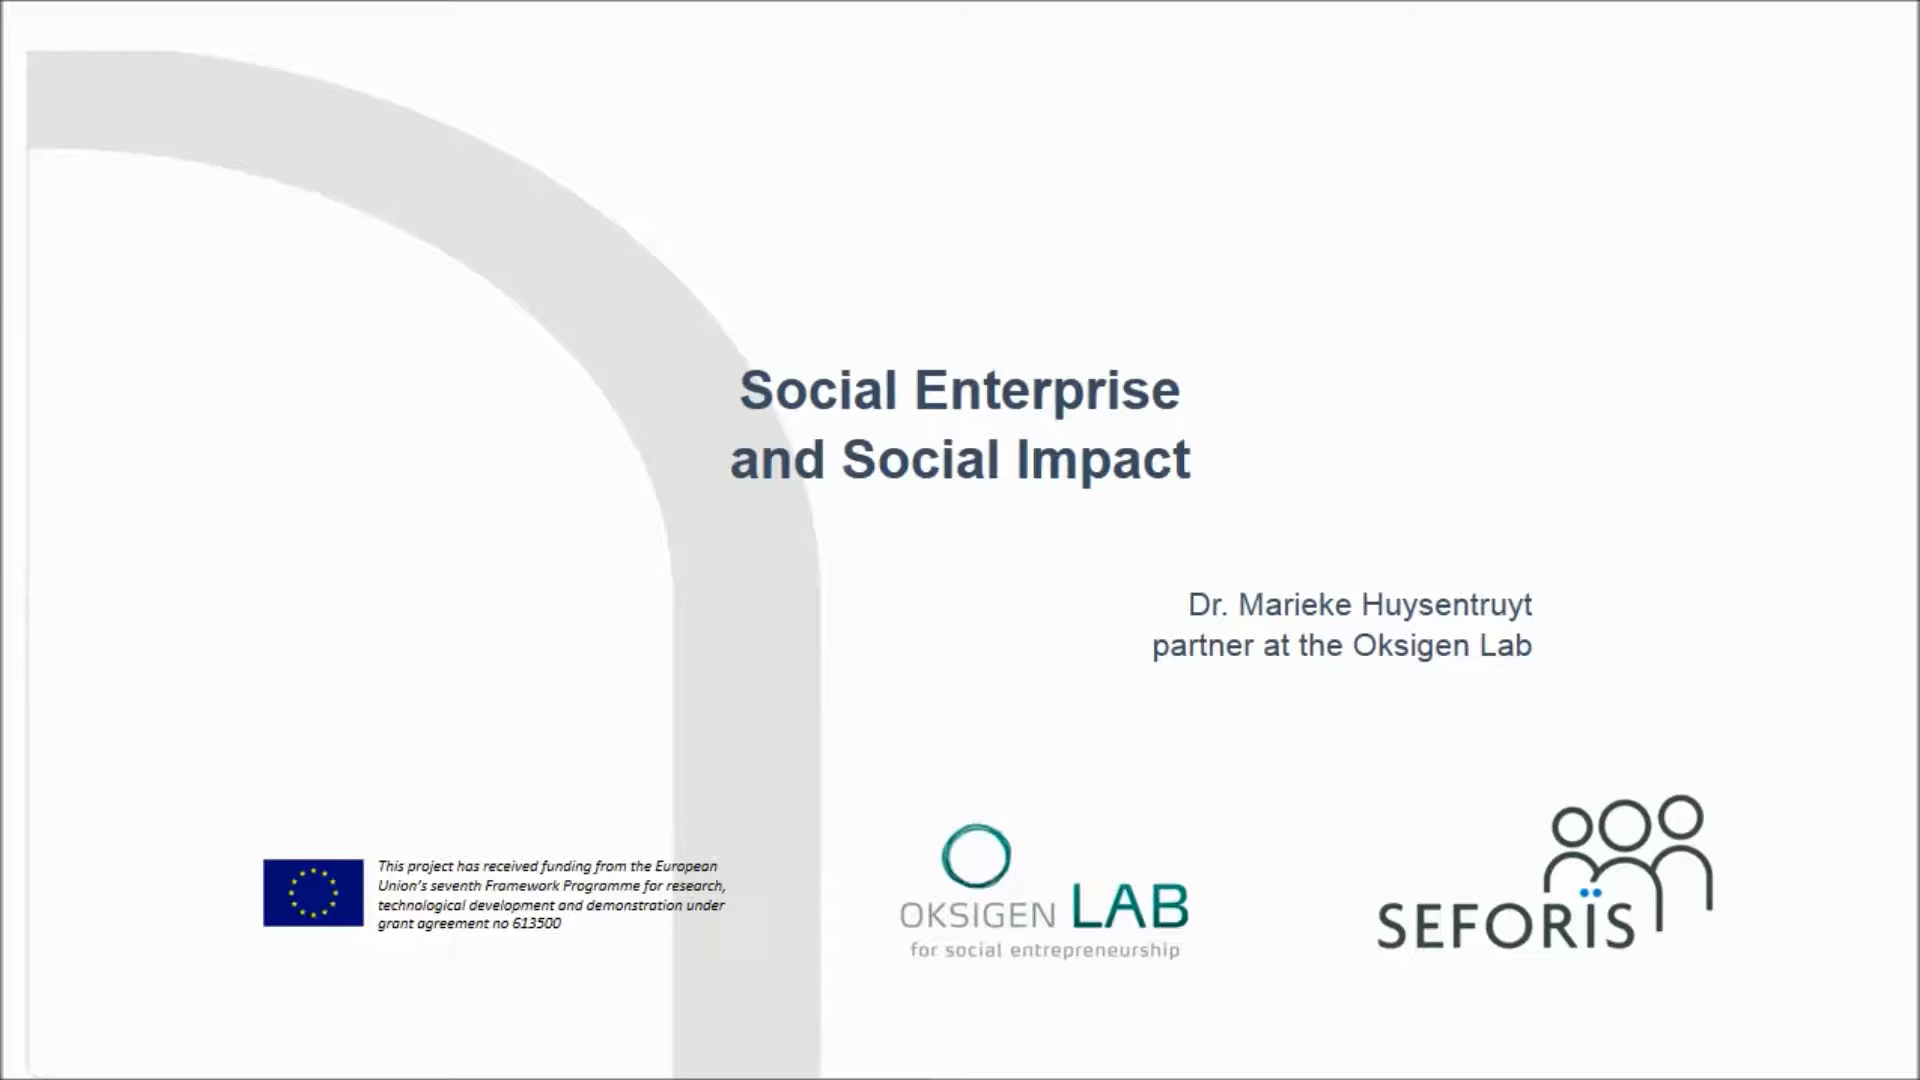 Social Enterprise
and Social Impact
Dr. Marieke Huysentruyt
partner at the Oksigen Lab
This project has received funding from the European
Union's seventh Framework Programme for research,
technological development and demonstration under
grant agreement no 613500
OKSIGEN LAB
for social entrepreneurship
SEFORÏS